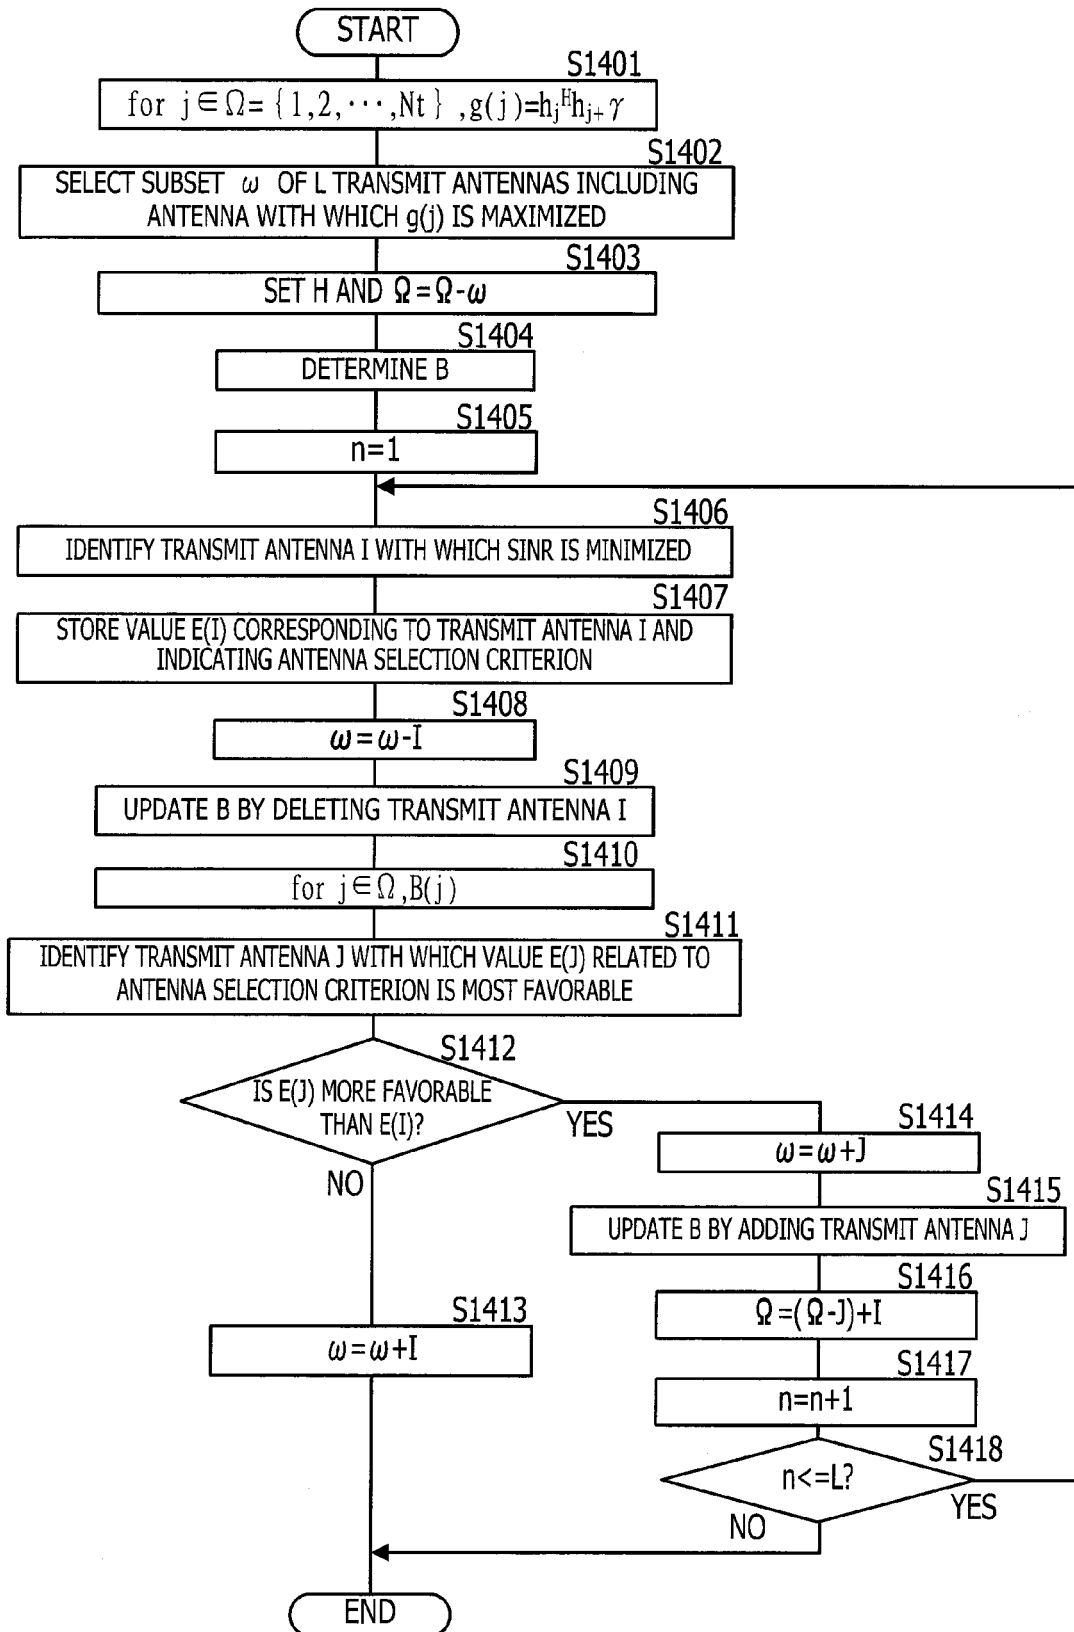 START
S1401
for j∈Ω={1,2,···,Nt},g(j)=hⱼᴴhⱼ₊γ
S1402
SELECT SUBSET ω OF L TRANSMIT ANTENNAS INCLUDING
ANTENNA WITH WHICH g(j) IS MAXIMIZED
S1403
SET H AND Ω=Ω-ω
S1404
DETERMINE B
S1405
n=1
S1406
IDENTIFY TRANSMIT ANTENNA I WITH WHICH SINR IS MINIMIZED
S1407
STORE VALUE E(I) CORRESPONDING TO TRANSMIT ANTENNA I AND
INDICATING ANTENNA SELECTION CRITERION
S1408
ω=ω-I
S1409
UPDATE B BY DELETING TRANSMIT ANTENNA I
S1410
for j∈Ω,B(j)
S1411
IDENTIFY TRANSMIT ANTENNA J WITH WHICH VALUE E(J) RELATED TO
ANTENNA SELECTION CRITERION IS MOST FAVORABLE
S1412
IS E(J) MORE FAVORABLE
THAN E(I)?
YES
NO
S1414
ω=ω+J
S1415
UPDATE B BY ADDING TRANSMIT ANTENNA J
S1416
Ω=(Ω-J)+I
S1413
ω=ω+I
S1417
n=n+1
S1418
n<=L?
YES
NO
END